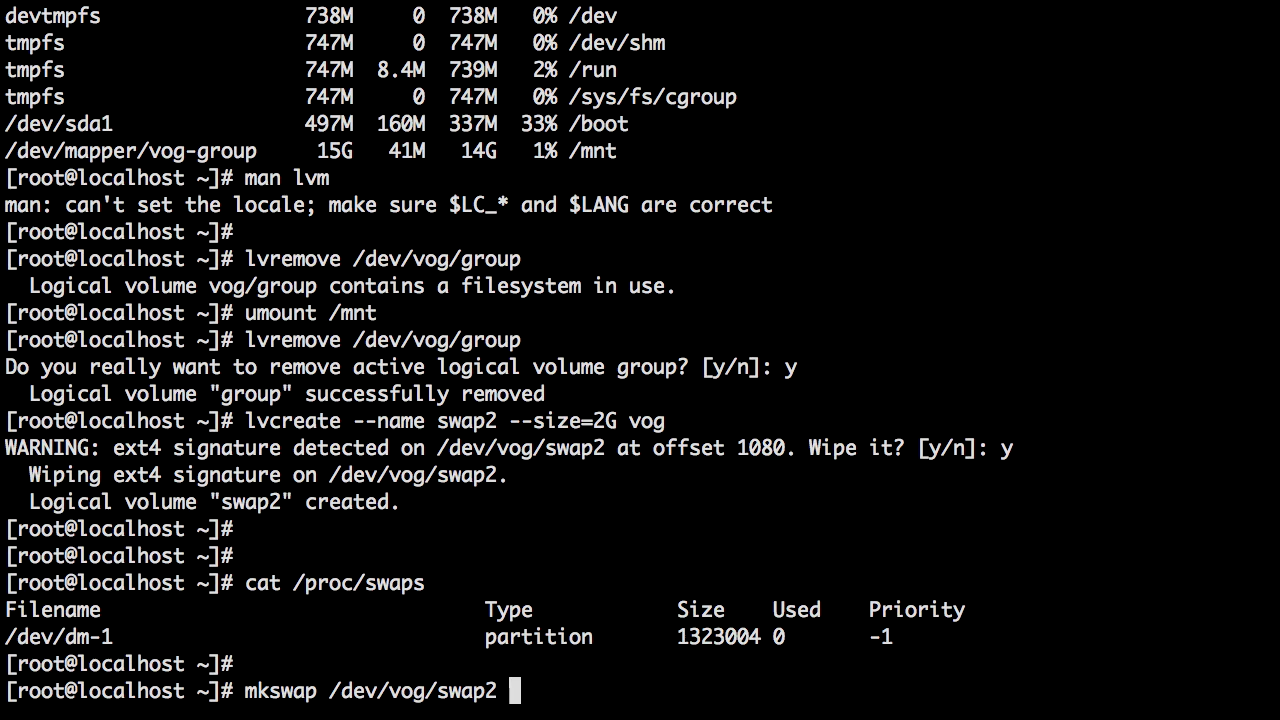 devtmpfs                 738M     0  738M   0% /dev
tmpfs                    747M     0  747M   0% /dev/shm
tmpfs                    747M  8.4M  739M   2% /run
tmpfs                    747M     0  747M   0% /sys/fs/cgroup
/dev/sda1                497M  160M  337M  33% /boot
/dev/mapper/vog-group     15G   41M   14G   1% /mnt
[root@localhost ~]# man lvm
man: can't set the locale; make sure $LC_* and $LANG are correct
[root@localhost ~]#
[root@localhost ~]# lvremove /dev/vog/group
  Logical volume vog/group contains a filesystem in use.
[root@localhost ~]# umount /mnt
[root@localhost ~]# lvremove /dev/vog/group
Do you really want to remove active logical volume group? [y/n]: y
  Logical volume "group" successfully removed
[root@localhost ~]# lvcreate --name swap2 --size=2G vog
WARNING: ext4 signature detected on /dev/vog/swap2 at offset 1080. Wipe it? [y/n]: y
  Wiping ext4 signature on /dev/vog/swap2.
  Logical volume "swap2" created.
[root@localhost ~]#
[root@localhost ~]#
[root@localhost ~]# cat /proc/swaps
Filename                                Type            Size    Used    Priority
/dev/dm-1                               partition       1323004 0       -1
[root@localhost ~]#
[root@localhost ~]# mkswap /dev/vog/swap2